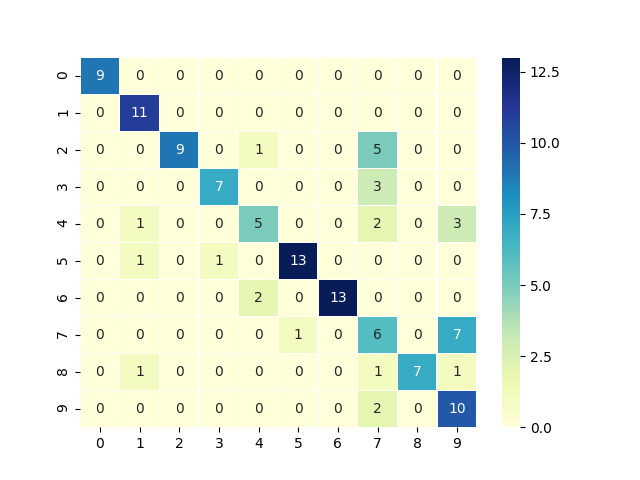 0 9 0 0 0 0 0 0 0 0 0
1 0 11 0 0 0 0 0 0 0 0
2 0 0 9 0 1 0 0 5 0 0
3 0 0 0 7 0 0 0 3 0 0
4 0 1 0 0 5 0 0 2 0 3
5 0 1 0 1 0 13 0 0 0 0
6 0 0 0 0 2 0 13 0 0 0
7 0 0 0 0 0 1 0 6 0 7
8 0 1 0 0 0 0 0 1 7 1
9 0 0 0 0 0 0 0 2 0 10
0 1 2 3 4 5 6 7 8 9
12.5
10.0
7.5
5.0
2.5
0.0